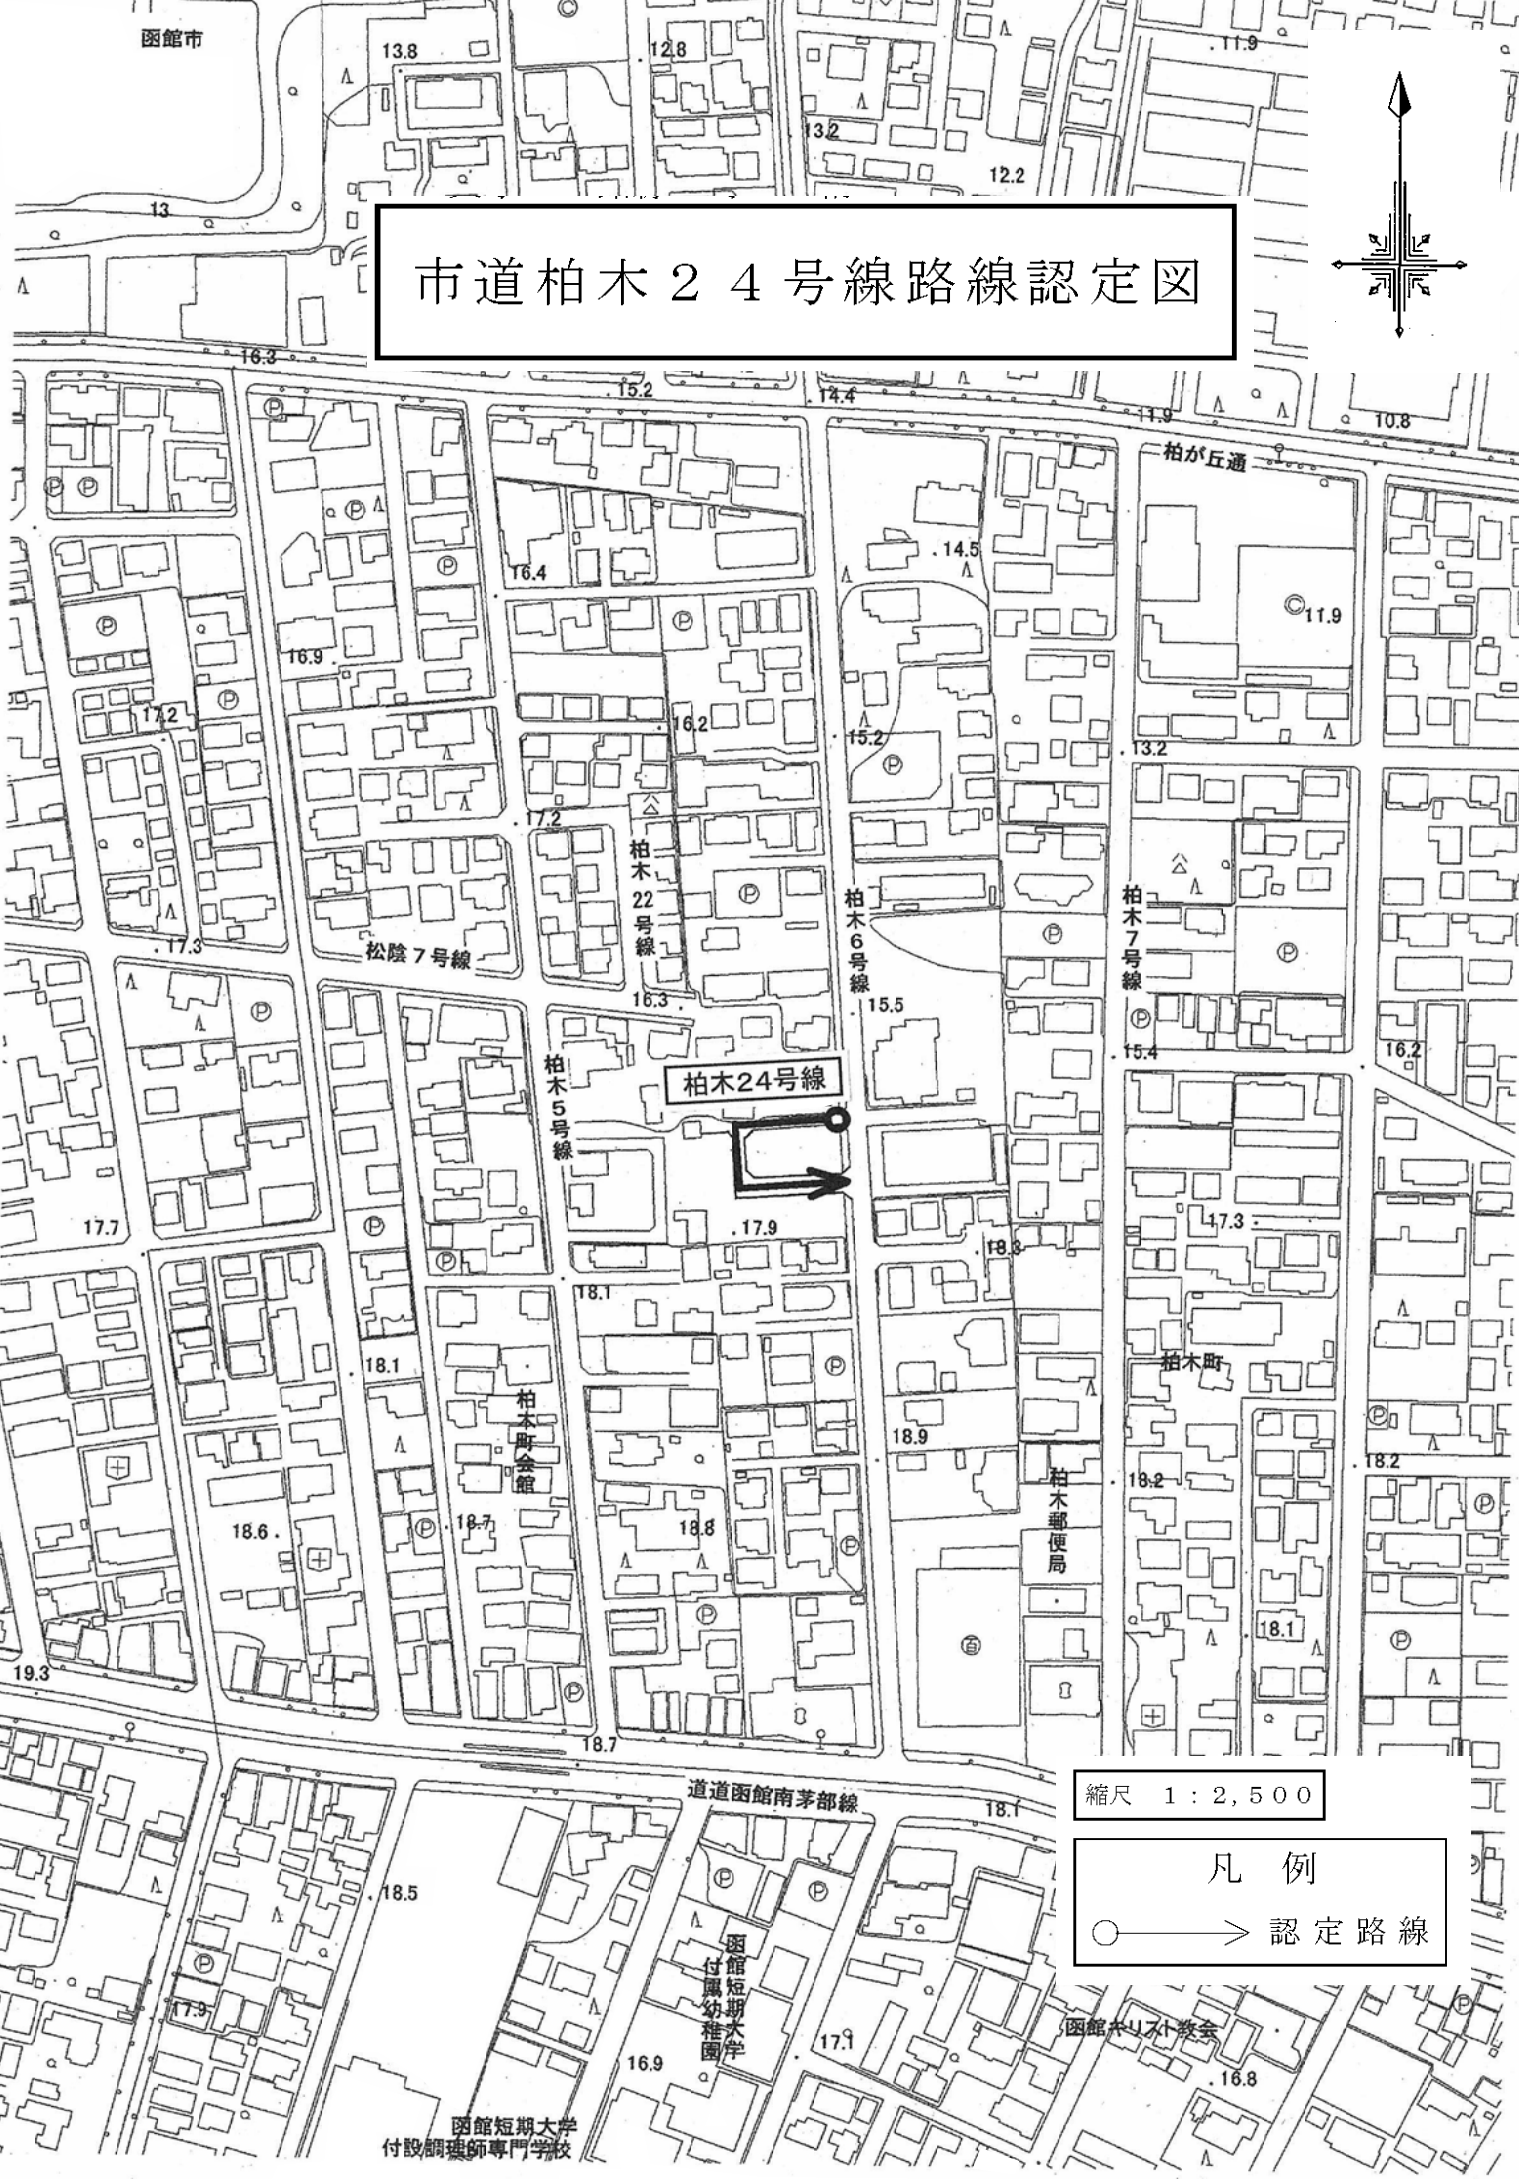 函館市
13.8
12.8
11.9
13.2
12.2
13
市道柏木２４号線路線認定図
16.3
15.2
14.4
11.9
10.8
柏が丘通
14.5
16.4
11.9
16.9
17.2
16.2
15.2
13.2
17.2
柏木22号線
柏木6号線
柏木7号線
17.3
松陰7号線
16.3
15.5
15.4
16.2
柏木5号線
柏木24号線
17.7
17.9
17.3
18.3
18.1
18.1
柏木町
柏木町会館
18.9
18.2
18.2
柏木郵便局
18.6
18.7
18.8
18.1
百
19.3
18.7
道道函館南茅部線
18.1
縮尺　１：２,５００
凡　例
認定路線
18.5
函館短期大学
付属幼稚園
17.9
17.1
16.9
函館キリスト教会
16.8
函館短期大学
付設調理師専門学校